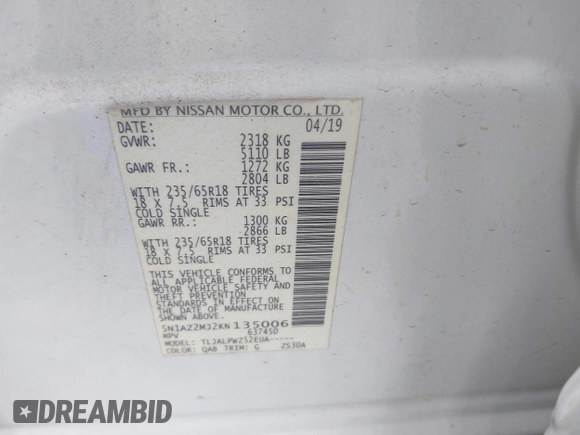 MFD BY NISSAN MOTOR CO., LTD.
DATE: 04/19
GVWR: 2318 KG
5110 LB
GAWR FR.: 1272 KG
2804 LB
WITH 235/65R18 TIRES
18 X 7.5 RIMS AT 33 PSI
COLD SINGLE
GAWR RR.: 1300 KG
2866 LB
WITH 235/65R18 TIRES
18 X 7.5 RIMS AT 33 PSI
COLD SINGLE
THIS VEHICLE CONFORMS TO
ALL APPLICABLE FEDERAL
MOTOR VEHICLE SAFETY AND
THEFT PREVENTION
STANDARDS IN EFFECT ON
THE DATE OF MANUFACTURE
SHOWN ABOVE.
5N1AZ2MJ2KN135006
MPV 637450
MODEL: TLJALPWZ52EUA-----
COLOR: QAB TRIM: G ZS30A
DREAMBID